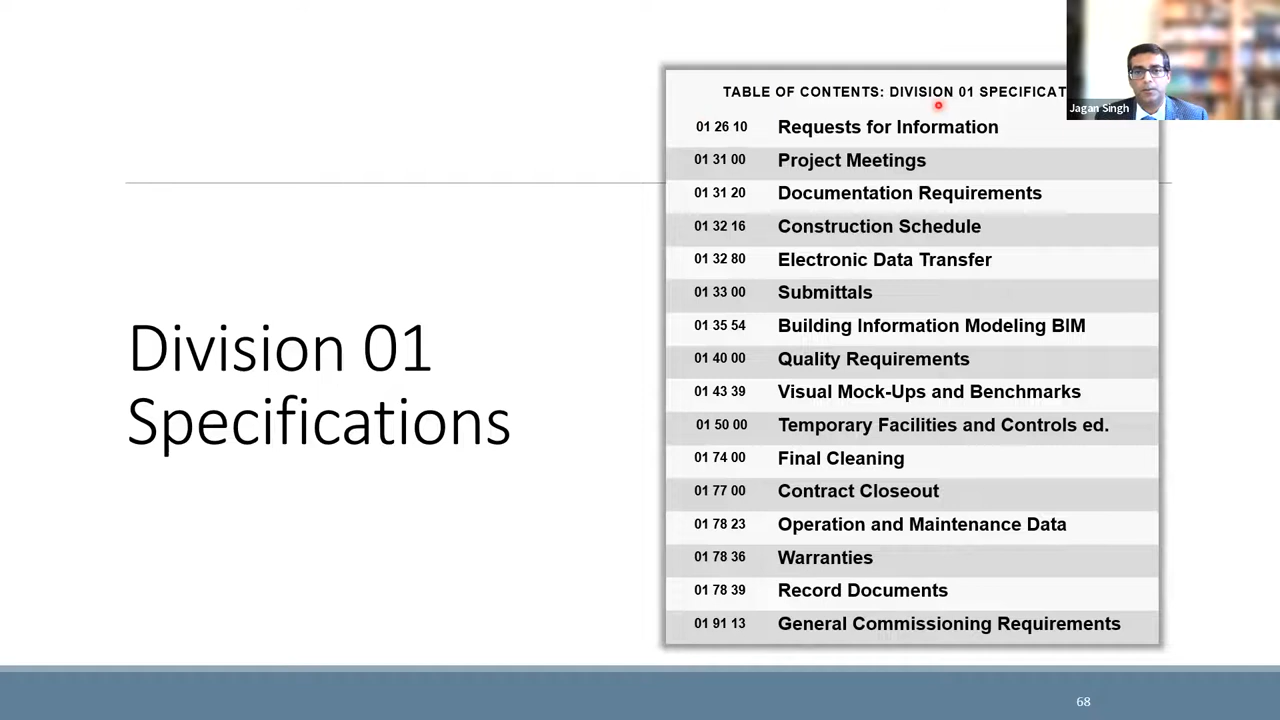 Division 01
Specifications
TABLE OF CONTENTS: DIVISION 01 SPECIFICAT
01 26 10 Requests for Information
01 31 00 Project Meetings
01 31 20 Documentation Requirements
01 32 16 Construction Schedule
01 32 80 Electronic Data Transfer
01 33 00 Submittals
01 35 54 Building Information Modeling BIM
01 40 00 Quality Requirements
01 43 39 Visual Mock-Ups and Benchmarks
01 50 00 Temporary Facilities and Controls ed.
01 74 00 Final Cleaning
01 77 00 Contract Closeout
01 78 23 Operation and Maintenance Data
01 78 36 Warranties
01 78 39 Record Documents
01 91 13 General Commissioning Requirements
Jagan Singh
68